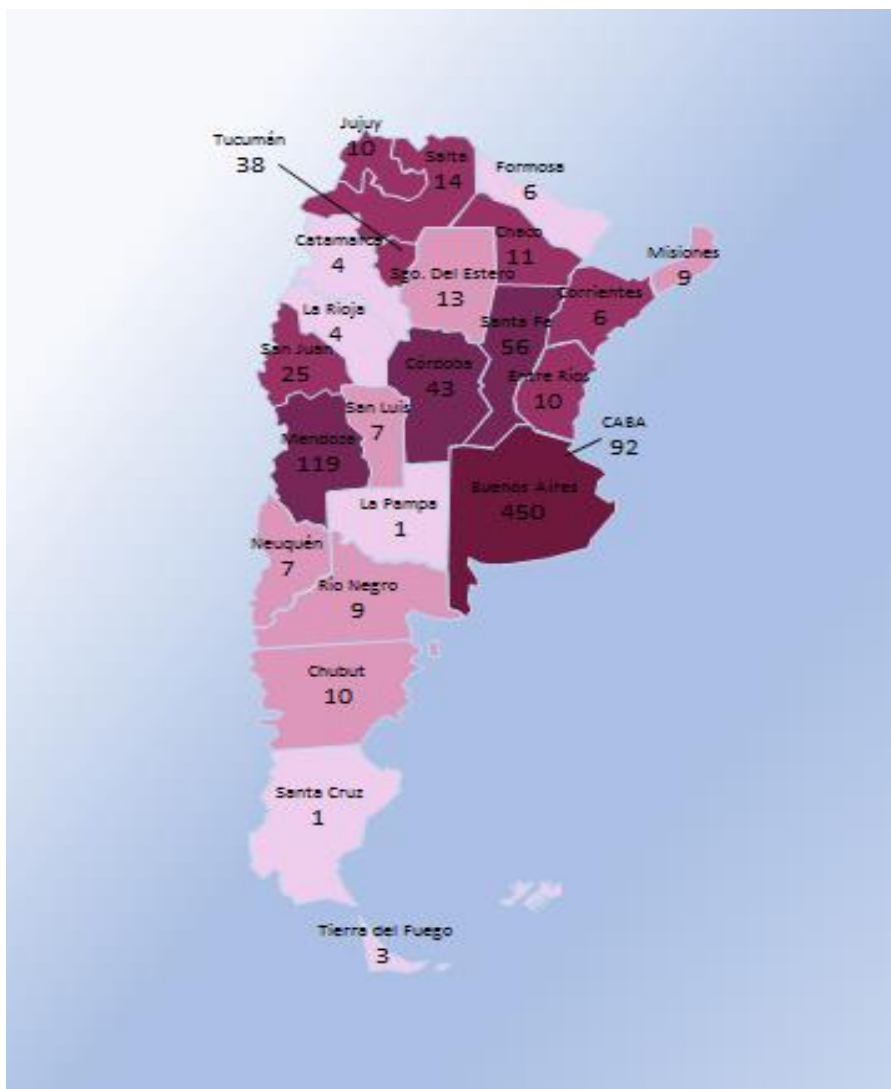 Jujuy
10
Tucumán
38
Salta
14
Formosa
6
Catamarca
4
Chaco
11
Misiones
9
Sgo. Del Estero
13
Corrientes
6
La Rioja
4
Santa Fe
56
San Juan
25
Córdoba
43
Entre Ríos
10
San Luis
7
CABA
92
Mendoza
119
Buenos Aires
450
La Pampa
1
Neuquén
7
Río Negro
9
Chubut
10
Santa Cruz
1
Tierra del Fuego
3